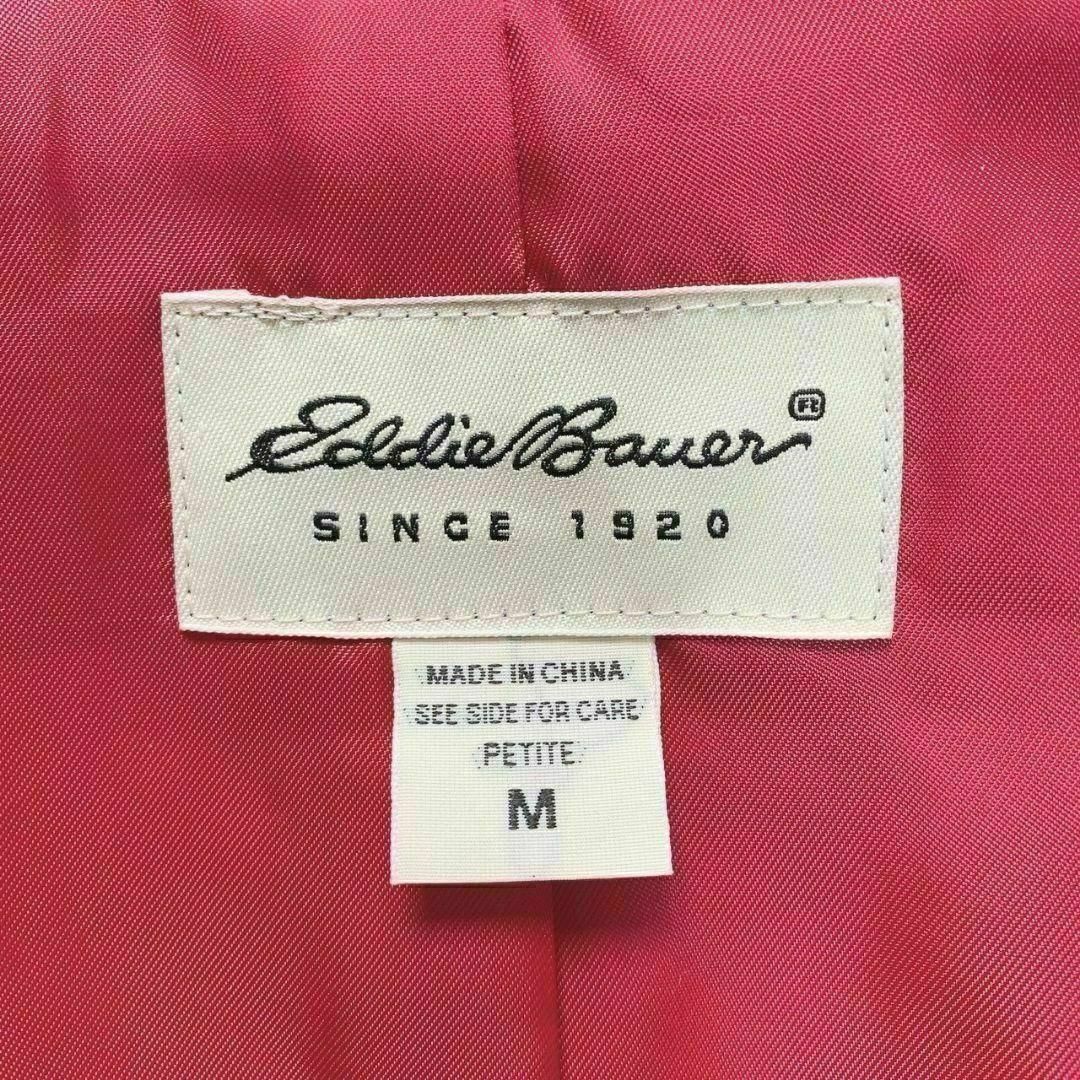 Eddie Bauer®
SINCE 1920
MADE IN CHINA
SEE SIDE FOR CARE
PETITE
M